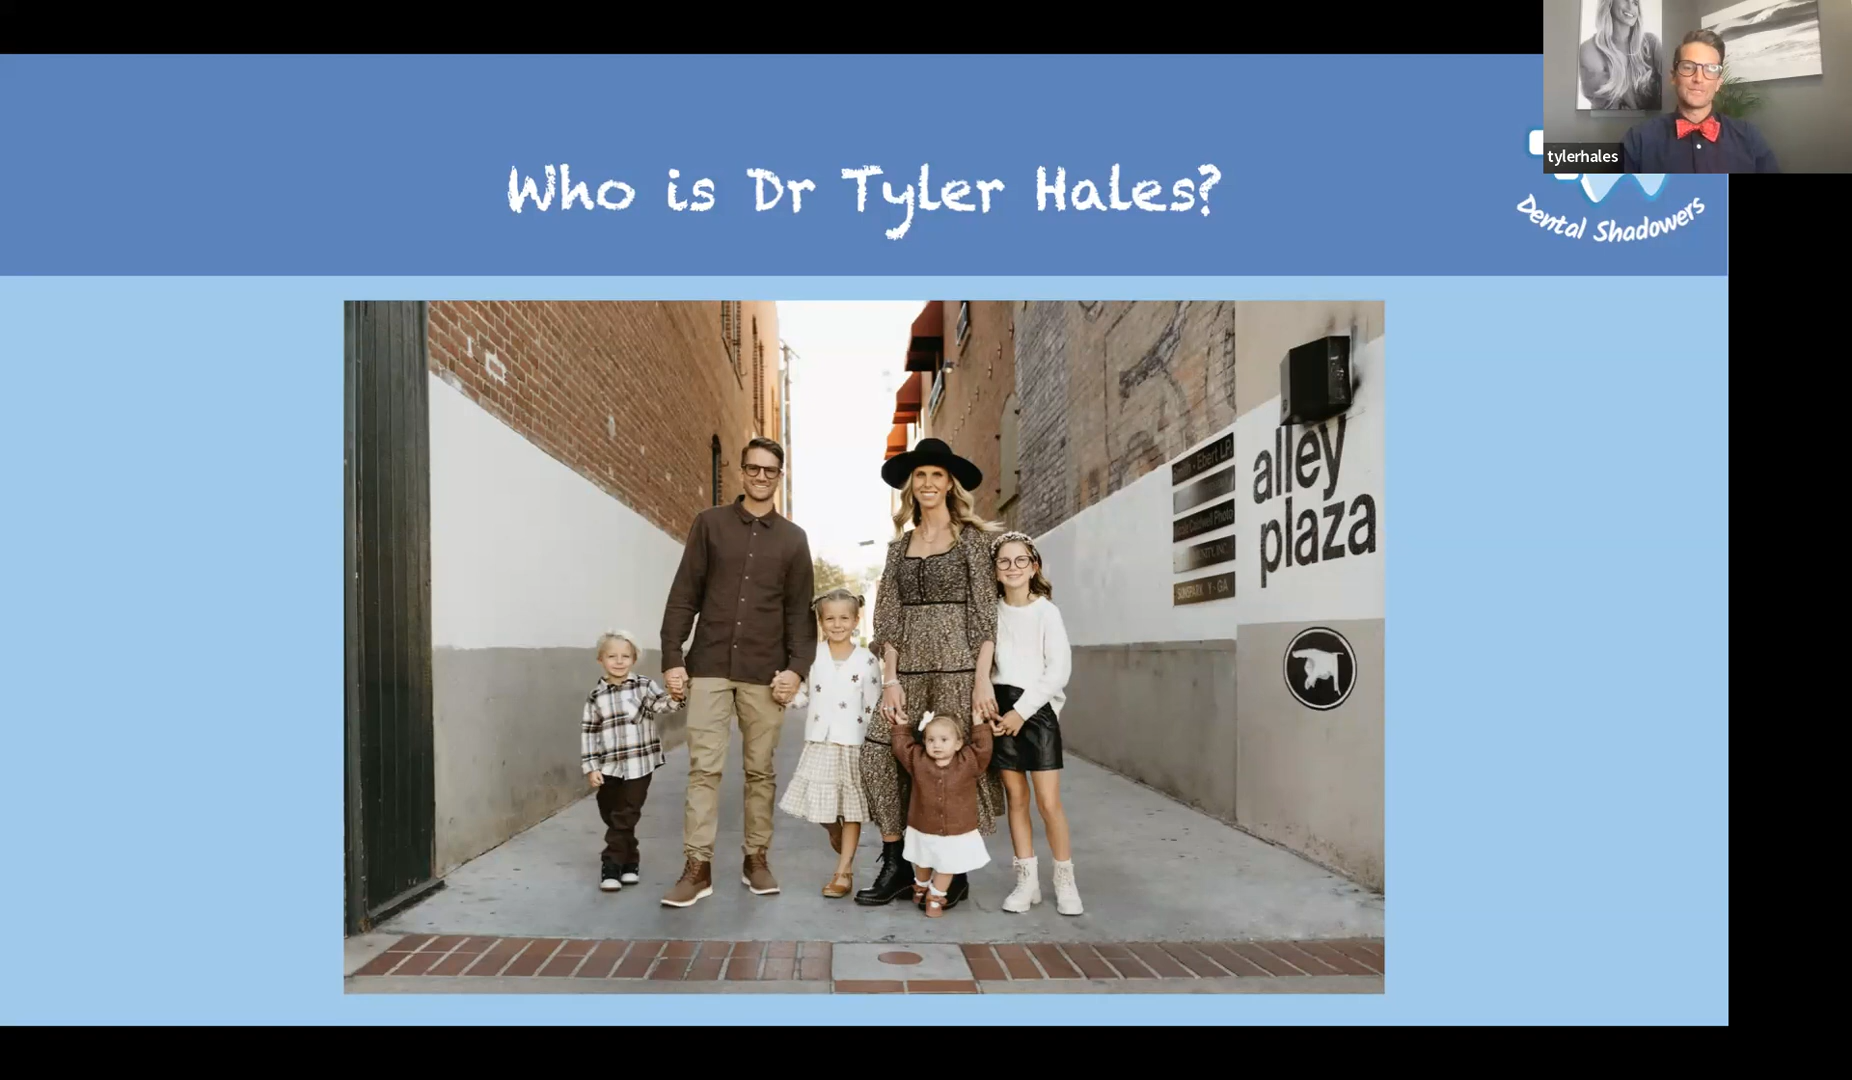 tylerhales
Who is Dr Tyler Hales?
Dental Shadowers
alley
plaza